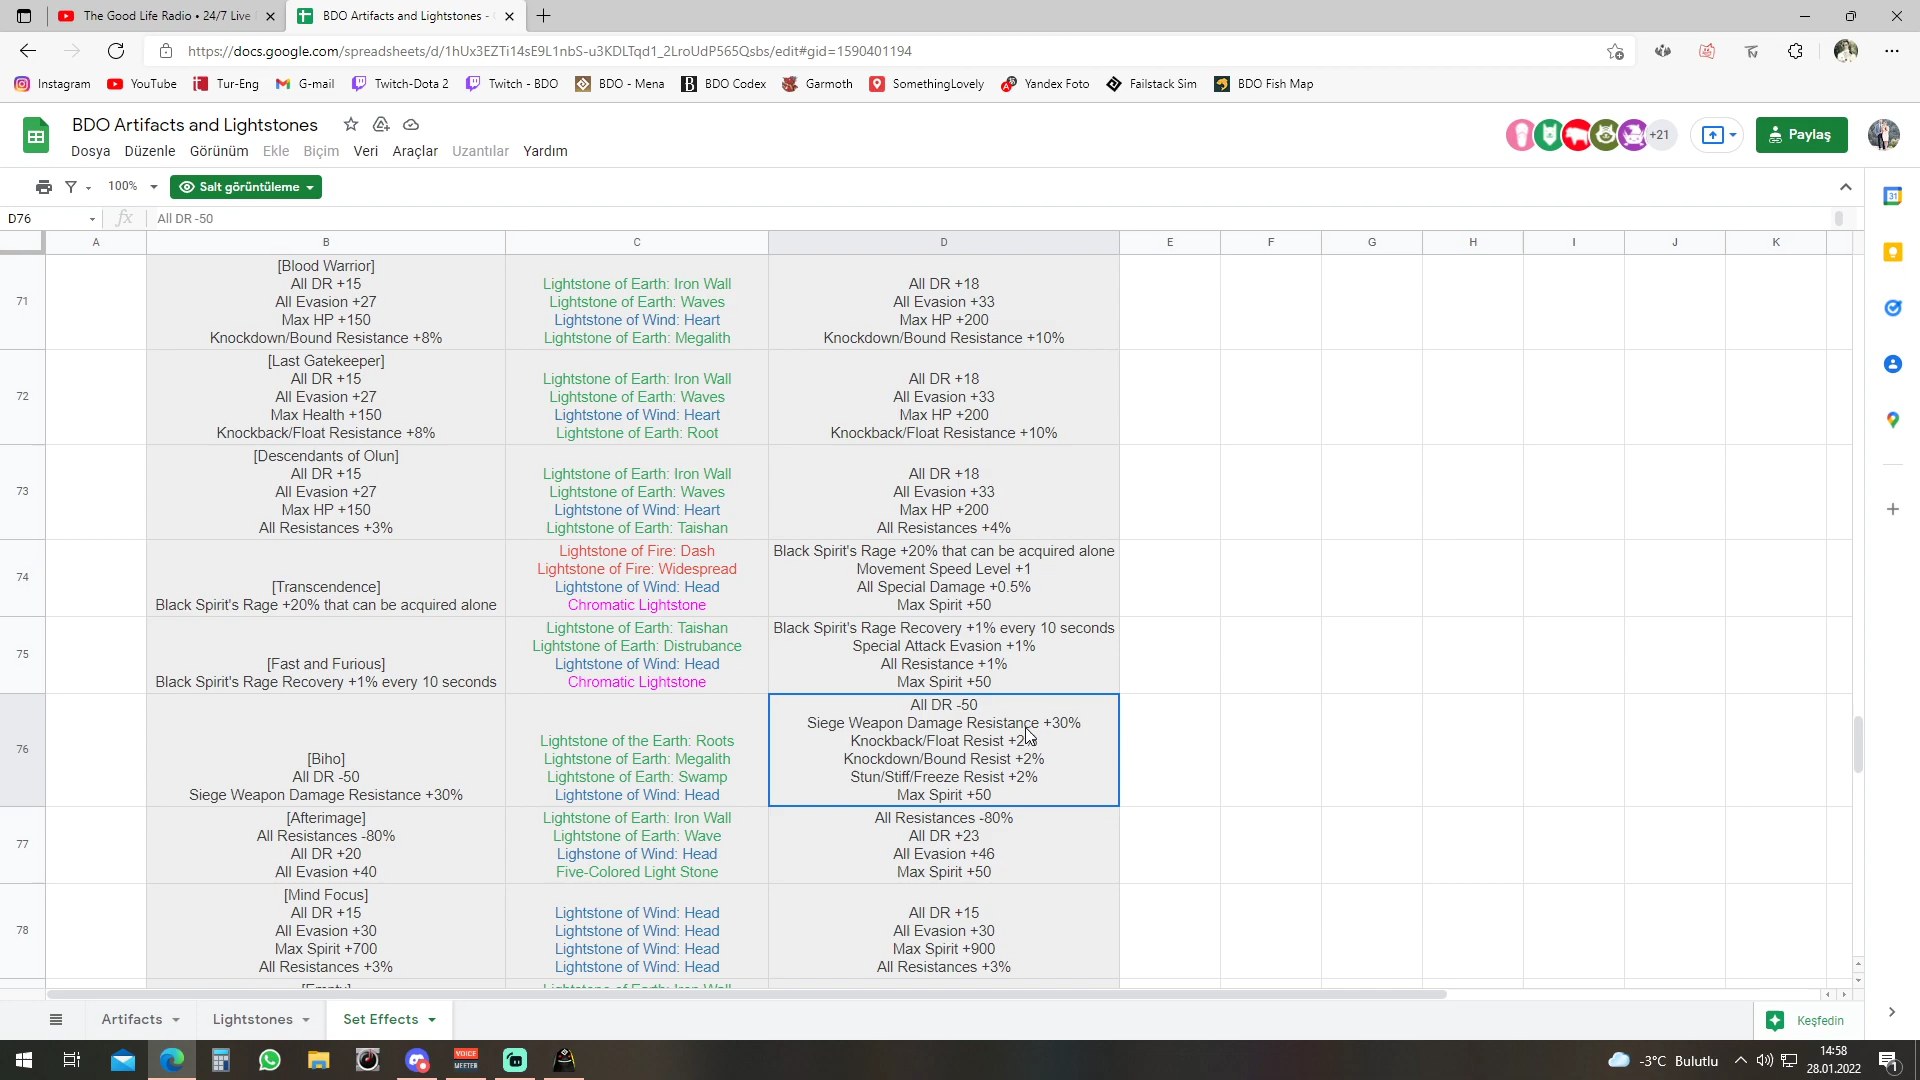 The Good Life Radio • 24/7 Live
BDO Artifacts and Lightstones -
https://docs.google.com/spreadsheets/d/1hUx3EZTi14sE9L1nbS-u3KDLTqd1_2LroUdP565Qsbs/edit#gid=1590401194
Instagram YouTube Tur-Eng G-mail Twitch-Dota 2 Twitch - BDO BDO - Mena BDO Codex Garmoth SomethingLovely Yandex Foto Failstack Sim BDO Fish Map
BDO Artifacts and Lightstones
+21
Paylaş
Dosya Düzenle Görünüm Ekle Biçim Veri Araçlar Uzantılar Yardım
100% Salt görüntüleme
D76 fx All DR -50
A B C D E F G H I J K
71
[Blood Warrior]
All DR +15
All Evasion +27
Max HP +150
Knockdown/Bound Resistance +8%
Lightstone of Earth: Iron Wall
Lightstone of Earth: Waves
Lightstone of Wind: Heart
Lightstone of Earth: Megalith
All DR +18
All Evasion +33
Max HP +200
Knockdown/Bound Resistance +10%
72
[Last Gatekeeper]
All DR +15
All Evasion +27
Max Health +150
Knockback/Float Resistance +8%
Lightstone of Earth: Iron Wall
Lightstone of Earth: Waves
Lightstone of Wind: Heart
Lightstone of Earth: Root
All DR +18
All Evasion +33
Max HP +200
Knockback/Float Resistance +10%
73
[Descendants of Olun]
All DR +15
All Evasion +27
Max HP +150
All Resistances +3%
Lightstone of Earth: Iron Wall
Lightstone of Earth: Waves
Lightstone of Wind: Heart
Lightstone of Earth: Taishan
All DR +18
All Evasion +33
Max HP +200
All Resistances +4%
74
[Transcendence]
Black Spirit's Rage +20% that can be acquired alone
Lightstone of Fire: Dash
Lightstone of Fire: Widespread
Lightstone of Wind: Head
Chromatic Lightstone
Black Spirit's Rage +20% that can be acquired alone
Movement Speed Level +1
All Special Damage +0.5%
Max Spirit +50
75
[Fast and Furious]
Black Spirit's Rage Recovery +1% every 10 seconds
Lightstone of Earth: Taishan
Lightstone of Earth: Distrubance
Lightstone of Wind: Head
Chromatic Lightstone
Black Spirit's Rage Recovery +1% every 10 seconds
Special Attack Evasion +1%
All Resistance +1%
Max Spirit +50
76
[Biho]
All DR -50
Siege Weapon Damage Resistance +30%
Lightstone of the Earth: Roots
Lightstone of Earth: Megalith
Lightstone of Earth: Swamp
Lightstone of Wind: Head
All DR -50
Siege Weapon Damage Resistance +30%
Knockback/Float Resist +2%
Knockdown/Bound Resist +2%
Stun/Stiff/Freeze Resist +2%
Max Spirit +50
77
[Afterimage]
All Resistances -80%
All DR +20
All Evasion +40
Lightstone of Earth: Iron Wall
Lightstone of Earth: Wave
Lighstone of Wind: Head
Five-Colored Light Stone
All Resistances -80%
All DR +23
All Evasion +46
Max Spirit +50
78
[Mind Focus]
All DR +15
All Evasion +30
Max Spirit +700
All Resistances +3%
Lightstone of Wind: Head
Lightstone of Wind: Head
Lightstone of Wind: Head
Lightstone of Wind: Head
All DR +15
All Evasion +30
Max Spirit +900
All Resistances +3%
[Empty]
Lightstone of Earth: Iron Wall
Artifacts Lightstones Set Effects
Keşfedin
VOICE MEETER
-3°C Bulutlu
14:58
28.01.2022
1